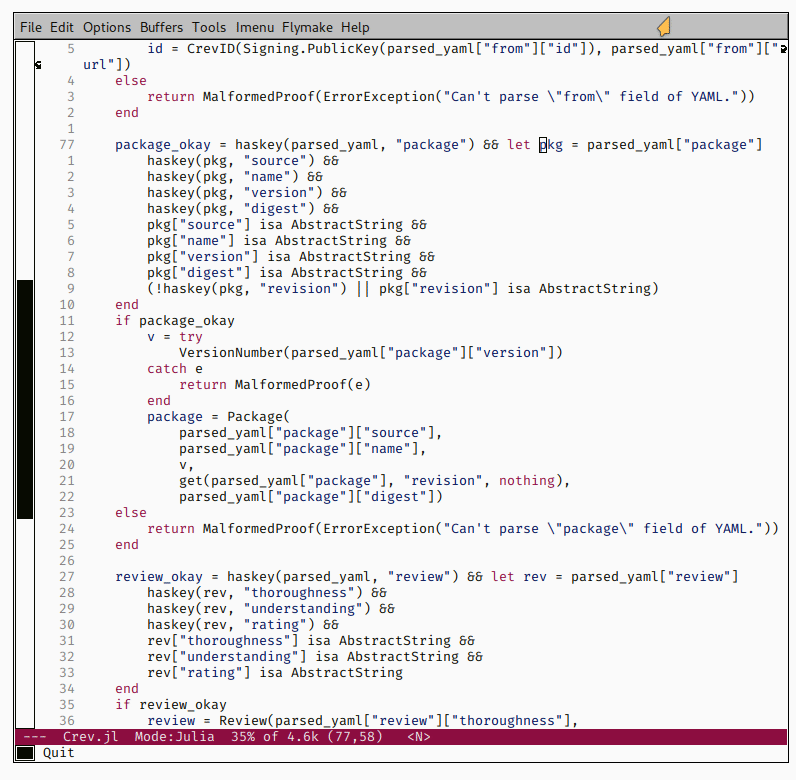 File Edit Options Buffers Tools Imenu Flymake Help
5         id = CrevID(Signing.PublicKey(parsed_yaml["from"]["id"]), parsed_yaml["from"]["
url"])
4     else
3         return MalformedProof(ErrorException("Can't parse \"from\" field of YAML."))
2     end
1
77     package_okay = haskey(parsed_yaml, "package") && let pkg = parsed_yaml["package"]
1         haskey(pkg, "source") &&
2         haskey(pkg, "name") &&
3         haskey(pkg, "version") &&
4         haskey(pkg, "digest") &&
5         pkg["source"] isa AbstractString &&
6         pkg["name"] isa AbstractString &&
7         pkg["version"] isa AbstractString &&
8         pkg["digest"] isa AbstractString &&
9         (!haskey(pkg, "revision") || pkg["revision"] isa AbstractString)
10     end
11     if package_okay
12         v = try
13             VersionNumber(parsed_yaml["package"]["version"])
14         catch e
15             return MalformedProof(e)
16         end
17         package = Package(
18             parsed_yaml["package"]["source"],
19             parsed_yaml["package"]["name"],
20             v,
21             get(parsed_yaml["package"], "revision", nothing),
22             parsed_yaml["package"]["digest"])
23     else
24         return MalformedProof(ErrorException("Can't parse \"package\" field of YAML."))
25     end
26
27     review_okay = haskey(parsed_yaml, "review") && let rev = parsed_yaml["review"]
28         haskey(rev, "thoroughness") &&
29         haskey(rev, "understanding") &&
30         haskey(rev, "rating") &&
31         rev["thoroughness"] isa AbstractString &&
32         rev["understanding"] isa AbstractString &&
33         rev["rating"] isa AbstractString
34     end
35     if review_okay
36         review = Review(parsed_yaml["review"]["thoroughness"],
---  Crev.jl  Mode:Julia  35% of 4.6k (77,58)   <N>
Quit